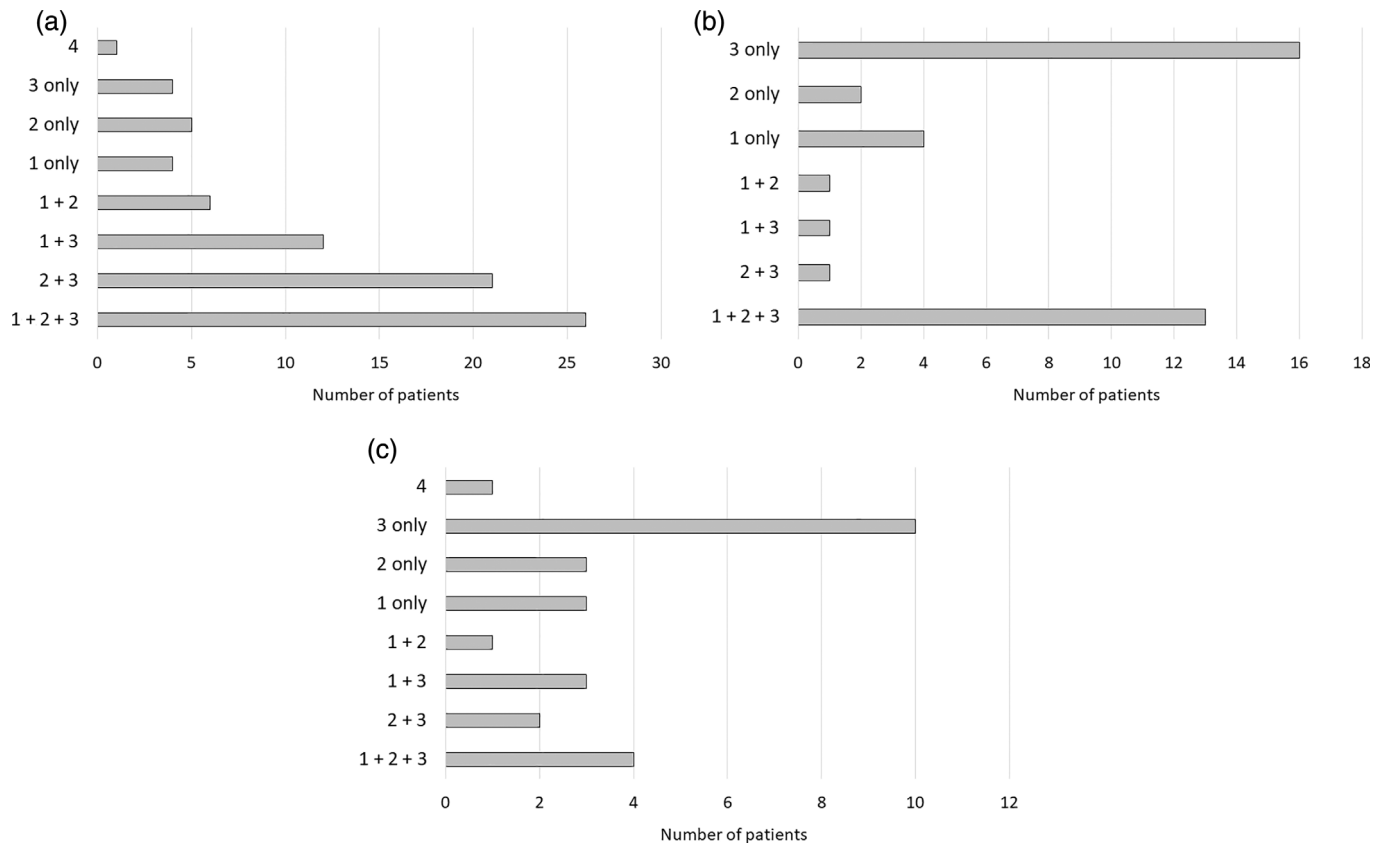 (a)
4
3 only
2 only
1 only
1 + 2
1 + 3
2 + 3
1 + 2 + 3
0 5 10 15 20 25 30
Number of patients
(b)
3 only
2 only
1 only
1 + 2
1 + 3
2 + 3
1 + 2 + 3
0 2 4 6 8 10 12 14 16 18
Number of patients
(c)
4
3 only
2 only
1 only
1 + 2
1 + 3
2 + 3
1 + 2 + 3
0 2 4 6 8 10 12
Number of patients